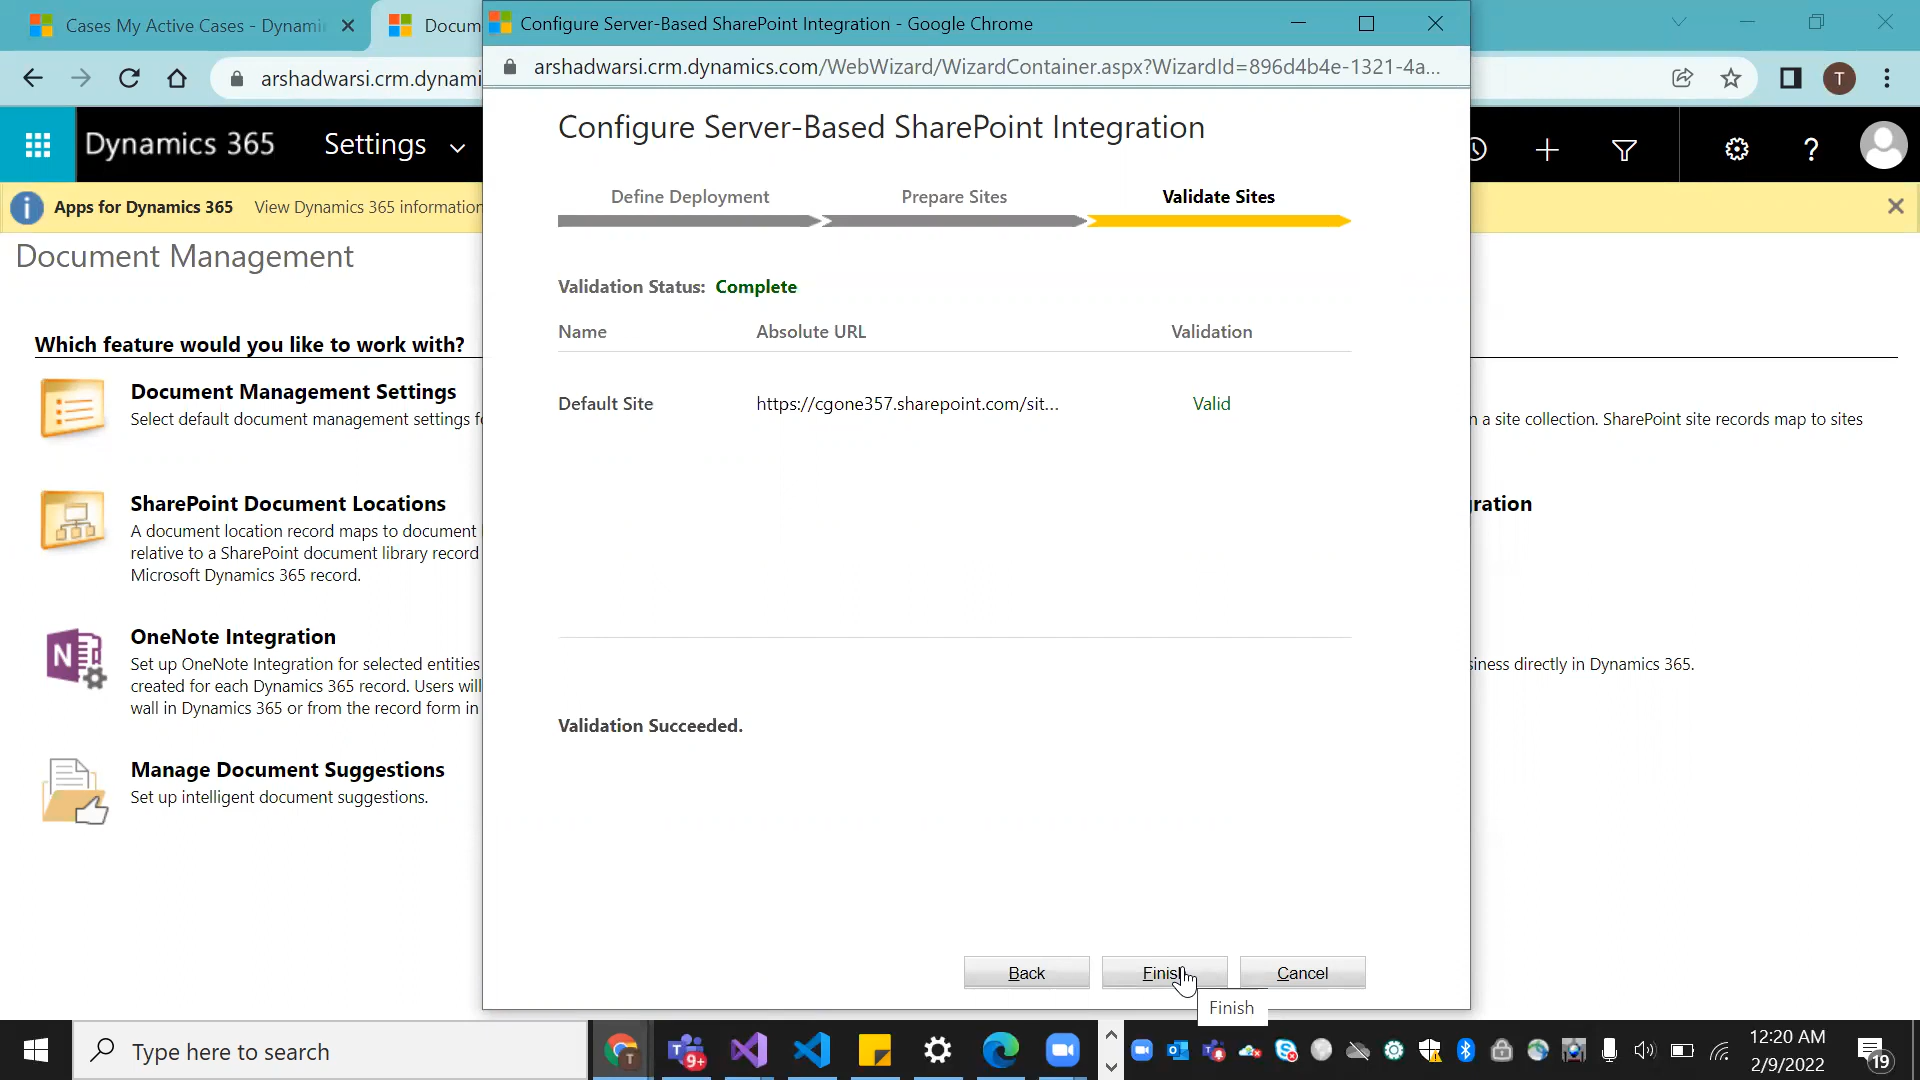 Cases My Active Cases - Dynami
Docum
Configure Server-Based SharePoint Integration - Google Chrome
arshadwarsi.crm.dynami
arshadwarsi.crm.dynamics.com/WebWizard/WizardContainer.aspx?WizardId=896d4b4e-1321-4a...
T
Dynamics 365
Settings
Apps for Dynamics 365 View Dynamics 365 information
Document Management
Which feature would you like to work with?
Document Management Settings
Select default document management settings f
SharePoint Document Locations
A document location record maps to document
relative to a SharePoint document library record
Microsoft Dynamics 365 record.
OneNote Integration
Set up OneNote Integration for selected entities
created for each Dynamics 365 record. Users will
wall in Dynamics 365 or from the record form in
Manage Document Suggestions
Set up intelligent document suggestions.
Configure Server-Based SharePoint Integration
Define Deployment
Prepare Sites
Validate Sites
Validation Status: Complete
Name
Absolute URL
Validation
Default Site
https://cgone357.sharepoint.com/sit...
Valid
Validation Succeeded.
Back
Finish
Cancel
Finish
n a site collection. SharePoint site records map to sites
gration
siness directly in Dynamics 365.
Type here to search
T
9+
12:20 AM
2/9/2022
19